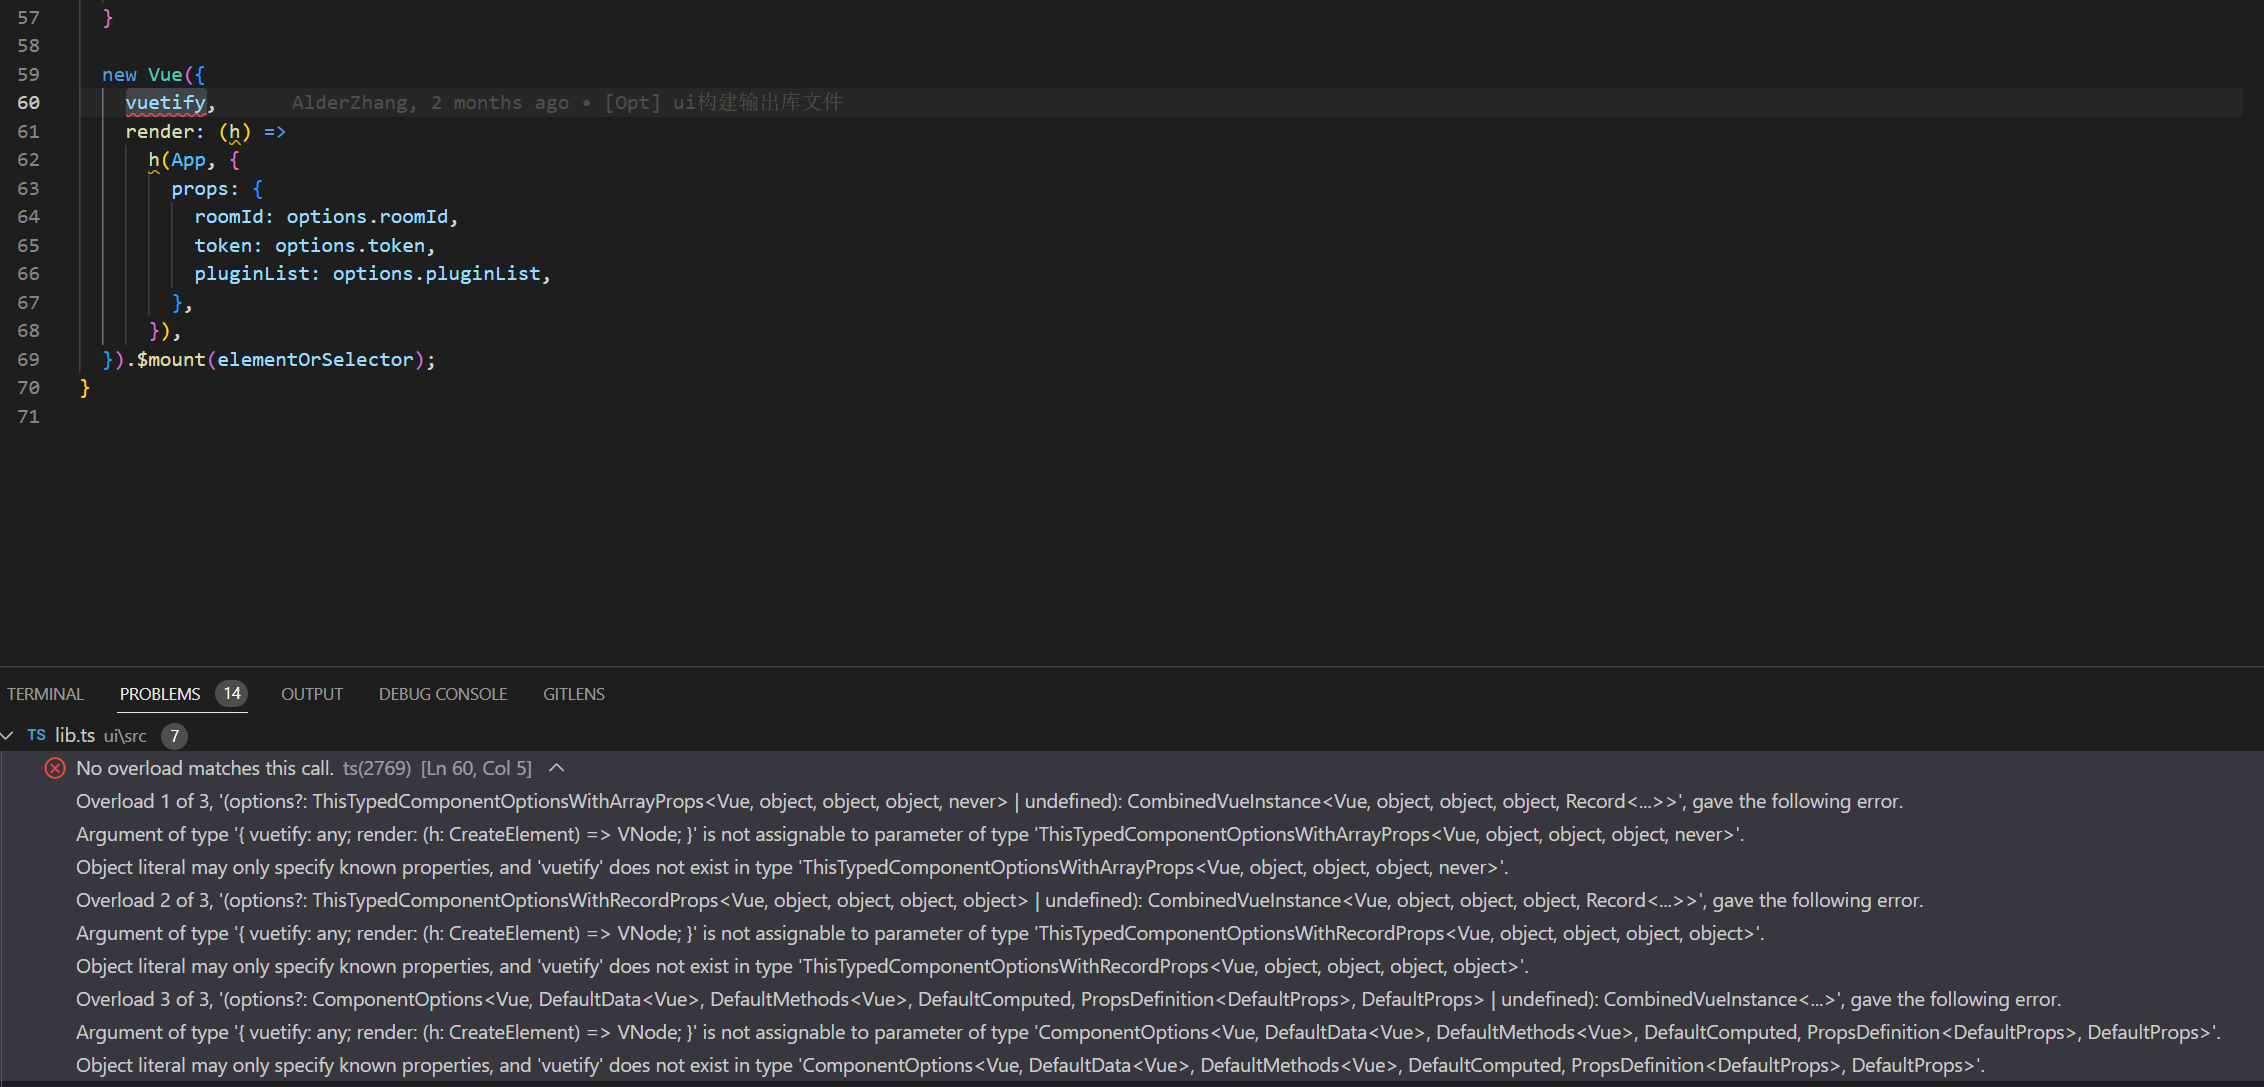 57 }
58
59 new Vue({
60 vuetify, AlderZhang, 2 months ago • [Opt] ui构建输出库文件
61 render: (h) =>
62 h(App, {
63 props: {
64 roomId: options.roomId,
65 token: options.token,
66 pluginList: options.pluginList,
67 },
68 }),
69 }).$mount(elementOrSelector);
70 }
71
TERMINAL PROBLEMS 14 OUTPUT DEBUG CONSOLE GITLENS
TS lib.ts ui\src 7
No overload matches this call. ts(2769) [Ln 60, Col 5]
Overload 1 of 3, '(options?: ThisTypedComponentOptionsWithArrayProps<Vue, object, object, object, never> | undefined): CombinedVueInstance<Vue, object, object, object, Record<...>>', gave the following error.
Argument of type '{ vuetify: any; render: (h: CreateElement) => VNode; }' is not assignable to parameter of type 'ThisTypedComponentOptionsWithArrayProps<Vue, object, object, object, never>'.
Object literal may only specify known properties, and 'vuetify' does not exist in type 'ThisTypedComponentOptionsWithArrayProps<Vue, object, object, object, never>'.
Overload 2 of 3, '(options?: ThisTypedComponentOptionsWithRecordProps<Vue, object, object, object, object> | undefined): CombinedVueInstance<Vue, object, object, object, Record<...>>', gave the following error.
Argument of type '{ vuetify: any; render: (h: CreateElement) => VNode; }' is not assignable to parameter of type 'ThisTypedComponentOptionsWithRecordProps<Vue, object, object, object, object>'.
Object literal may only specify known properties, and 'vuetify' does not exist in type 'ThisTypedComponentOptionsWithRecordProps<Vue, object, object, object, object>'.
Overload 3 of 3, '(options?: ComponentOptions<Vue, DefaultData<Vue>, DefaultMethods<Vue>, DefaultComputed, PropsDefinition<DefaultProps>, DefaultProps> | undefined): CombinedVueInstance<...>', gave the following error.
Argument of type '{ vuetify: any; render: (h: CreateElement) => VNode; }' is not assignable to parameter of type 'ComponentOptions<Vue, DefaultData<Vue>, DefaultMethods<Vue>, DefaultComputed, PropsDefinition<DefaultProps>, DefaultProps>'.
Object literal may only specify known properties, and 'vuetify' does not exist in type 'ComponentOptions<Vue, DefaultData<Vue>, DefaultMethods<Vue>, DefaultComputed, PropsDefinition<DefaultProps>, DefaultProps>'.